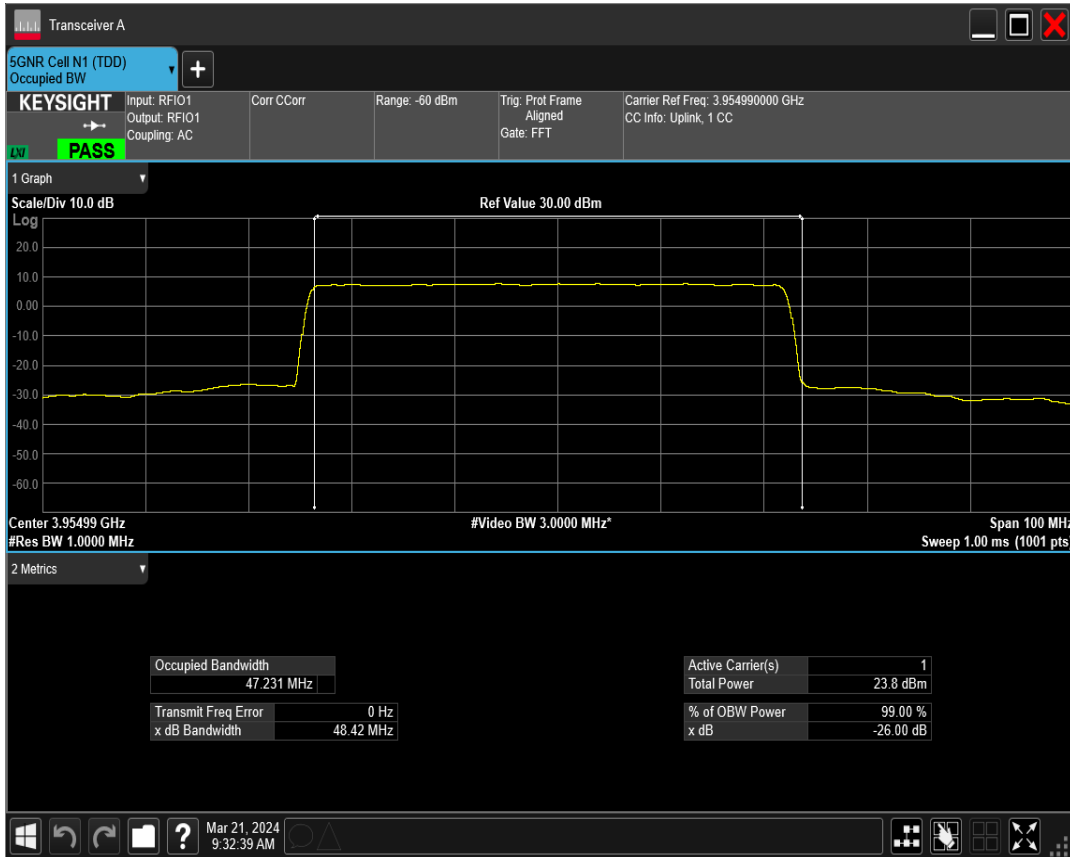 Transceiver A
5GNR Cell N1 (TDD)
Occupied BW
+
KEYSIGHT
LXI
PASS
Input: RFIO1
Output: RFIO1
Coupling: AC
Corr CCorr
Range: -60 dBm
Trig: Prot Frame
Aligned
Gate: FFT
Carrier Ref Freq: 3.954990000 GHz
CC Info: Uplink, 1 CC
1 Graph
Scale/Div 10.0 dB
Ref Value 30.00 dBm
Log
20.0
10.0
0.00
-10.0
-20.0
-30.0
-40.0
-50.0
-60.0
Center 3.95499 GHz
#Video BW 3.0000 MHz*
Span 100 MHz
#Res BW 1.0000 MHz
Sweep 1.00 ms (1001 pts)
2 Metrics
Occupied Bandwidth
47.231 MHz
Transmit Freq Error 0 Hz
x dB Bandwidth 48.42 MHz
Active Carrier(s) 1
Total Power 23.8 dBm
% of OBW Power 99.00 %
x dB -26.00 dB
?
Mar 21, 2024
9:32:39 AM